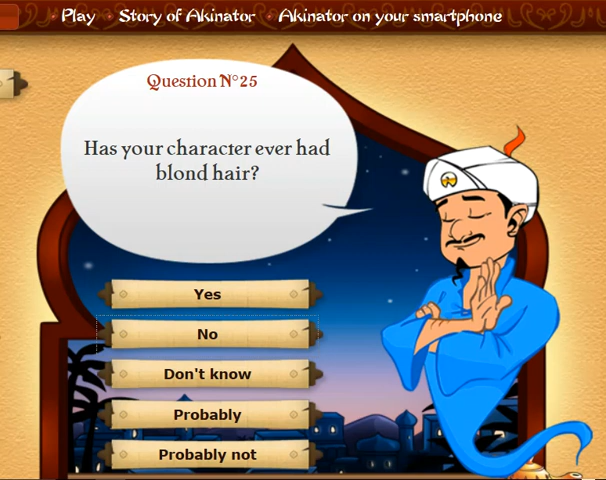 Play • Story of Akinator • Akinator on your smartphone
Question N°25
Has your character ever had
blond hair?
Yes
No
Don't know
Probably
Probably not